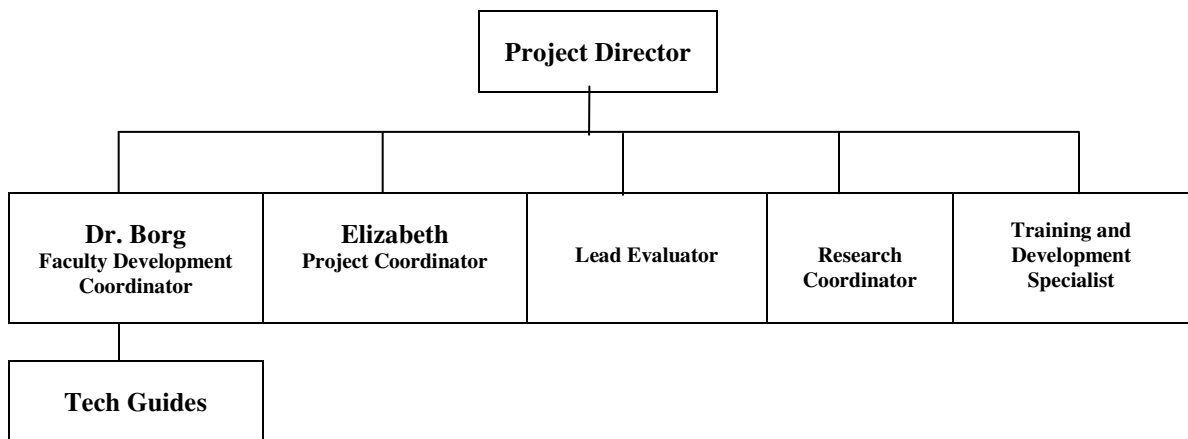 Project Director
Dr. Borg
Faculty Development
Coordinator
Elizabeth
Project Coordinator
Lead Evaluator
Research
Coordinator
Training and
Development
Specialist
Tech Guides